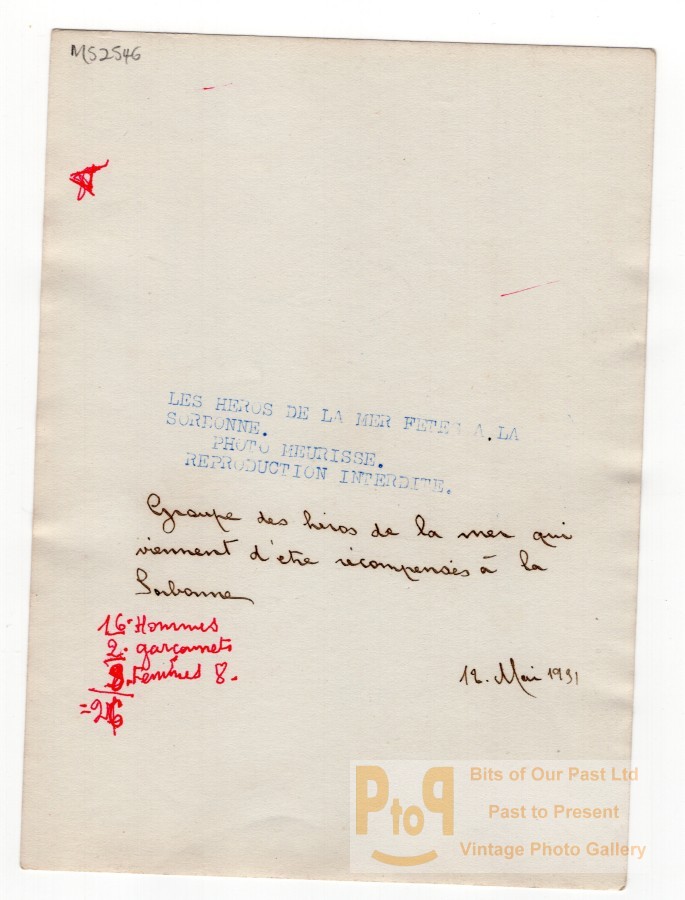 MS2546
LES HEROS DE LA MER FETES A.LA
SORBONNE.
PHOTO MEURISSE.
REPRODUCTION INTERDITE.
Groupe des héros de la mer qui
viennent d'être récompensés à la
Sorbonne
16. Hommes
2. garçonnets
8. Femmes 8.
=26
12. Mai 1931
PtoP
Bits of Our Past Ltd
Past to Present
Vintage Photo Gallery